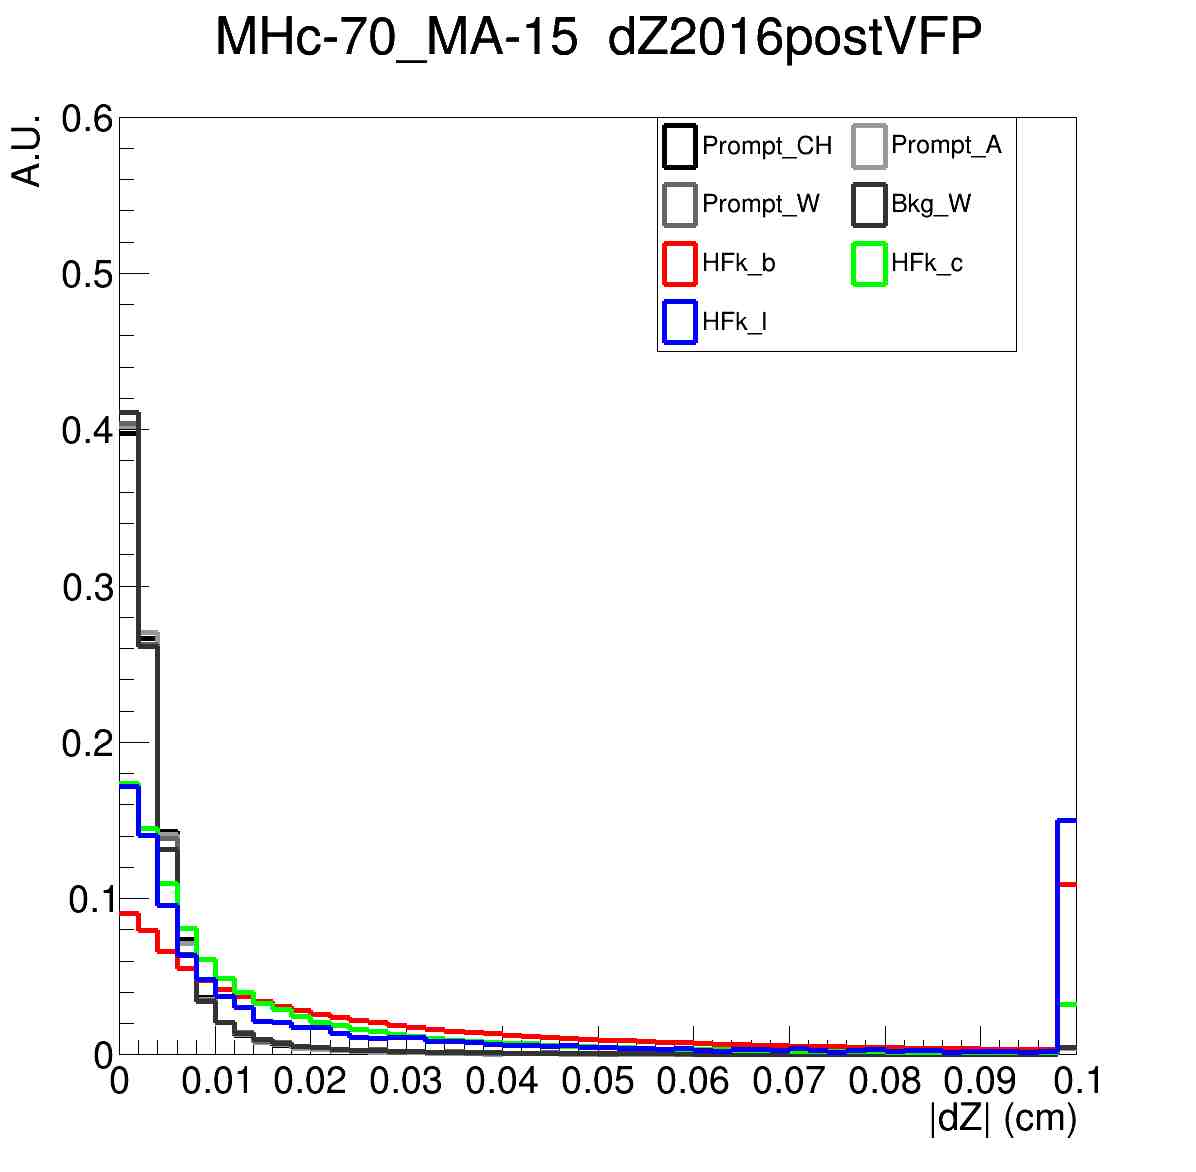 MHc-70_MA-15 dZ2016postVFP
A.U.
0.6
0.5
0.4
0.3
0.2
0.1
0
Prompt_CH Prompt_A
Prompt_W Bkg_W
HFk_b HFk_c
HFk_l
0 0.01 0.02 0.03 0.04 0.05 0.06 0.07 0.08 0.09 0.1
|dZ| (cm)